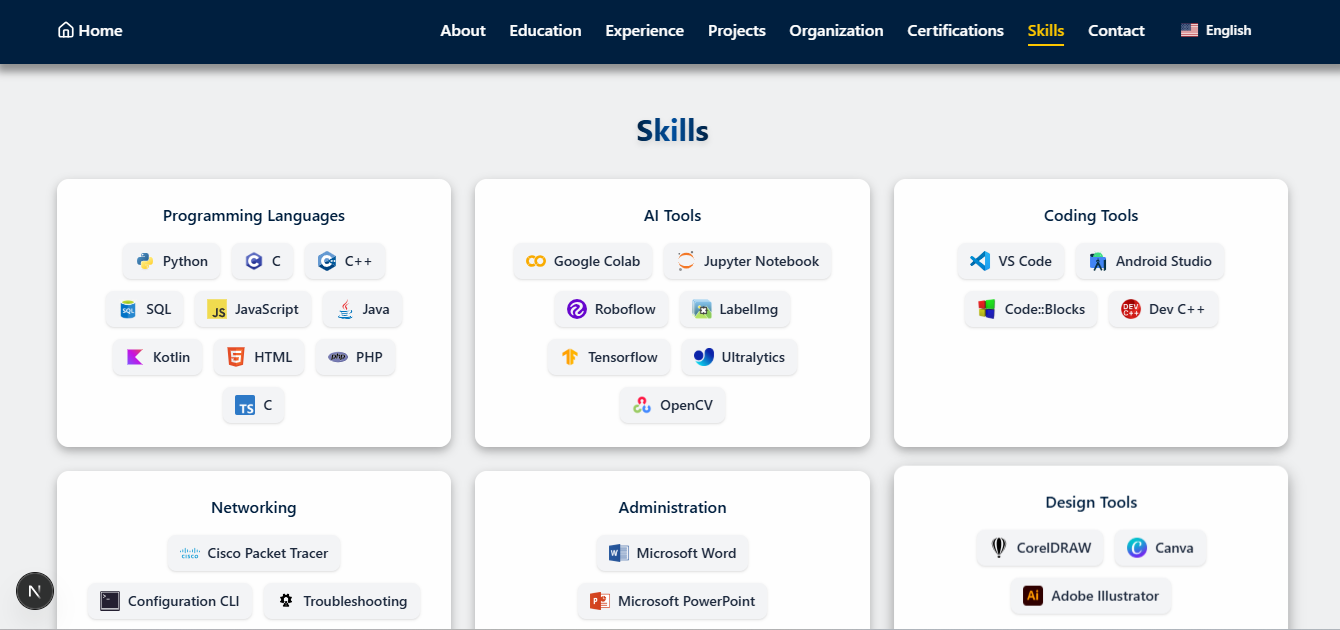 Home About Education Experience Projects Organization Certifications Skills Contact English
Skills
Programming Languages
Python C C++
SQL JS JavaScript Java
Kotlin HTML php PHP
TS C
AI Tools
Google Colab Jupyter Notebook
Roboflow LabelImg
Tensorflow Ultralytics
OpenCV
Coding Tools
VS Code Android Studio
Code::Blocks DEV C++ Dev C++
Networking
CISCO Cisco Packet Tracer
Configuration CLI Troubleshooting
Administration
W Microsoft Word
P Microsoft PowerPoint
Design Tools
CorelDRAW C Canva
Ai Adobe Illustrator
N